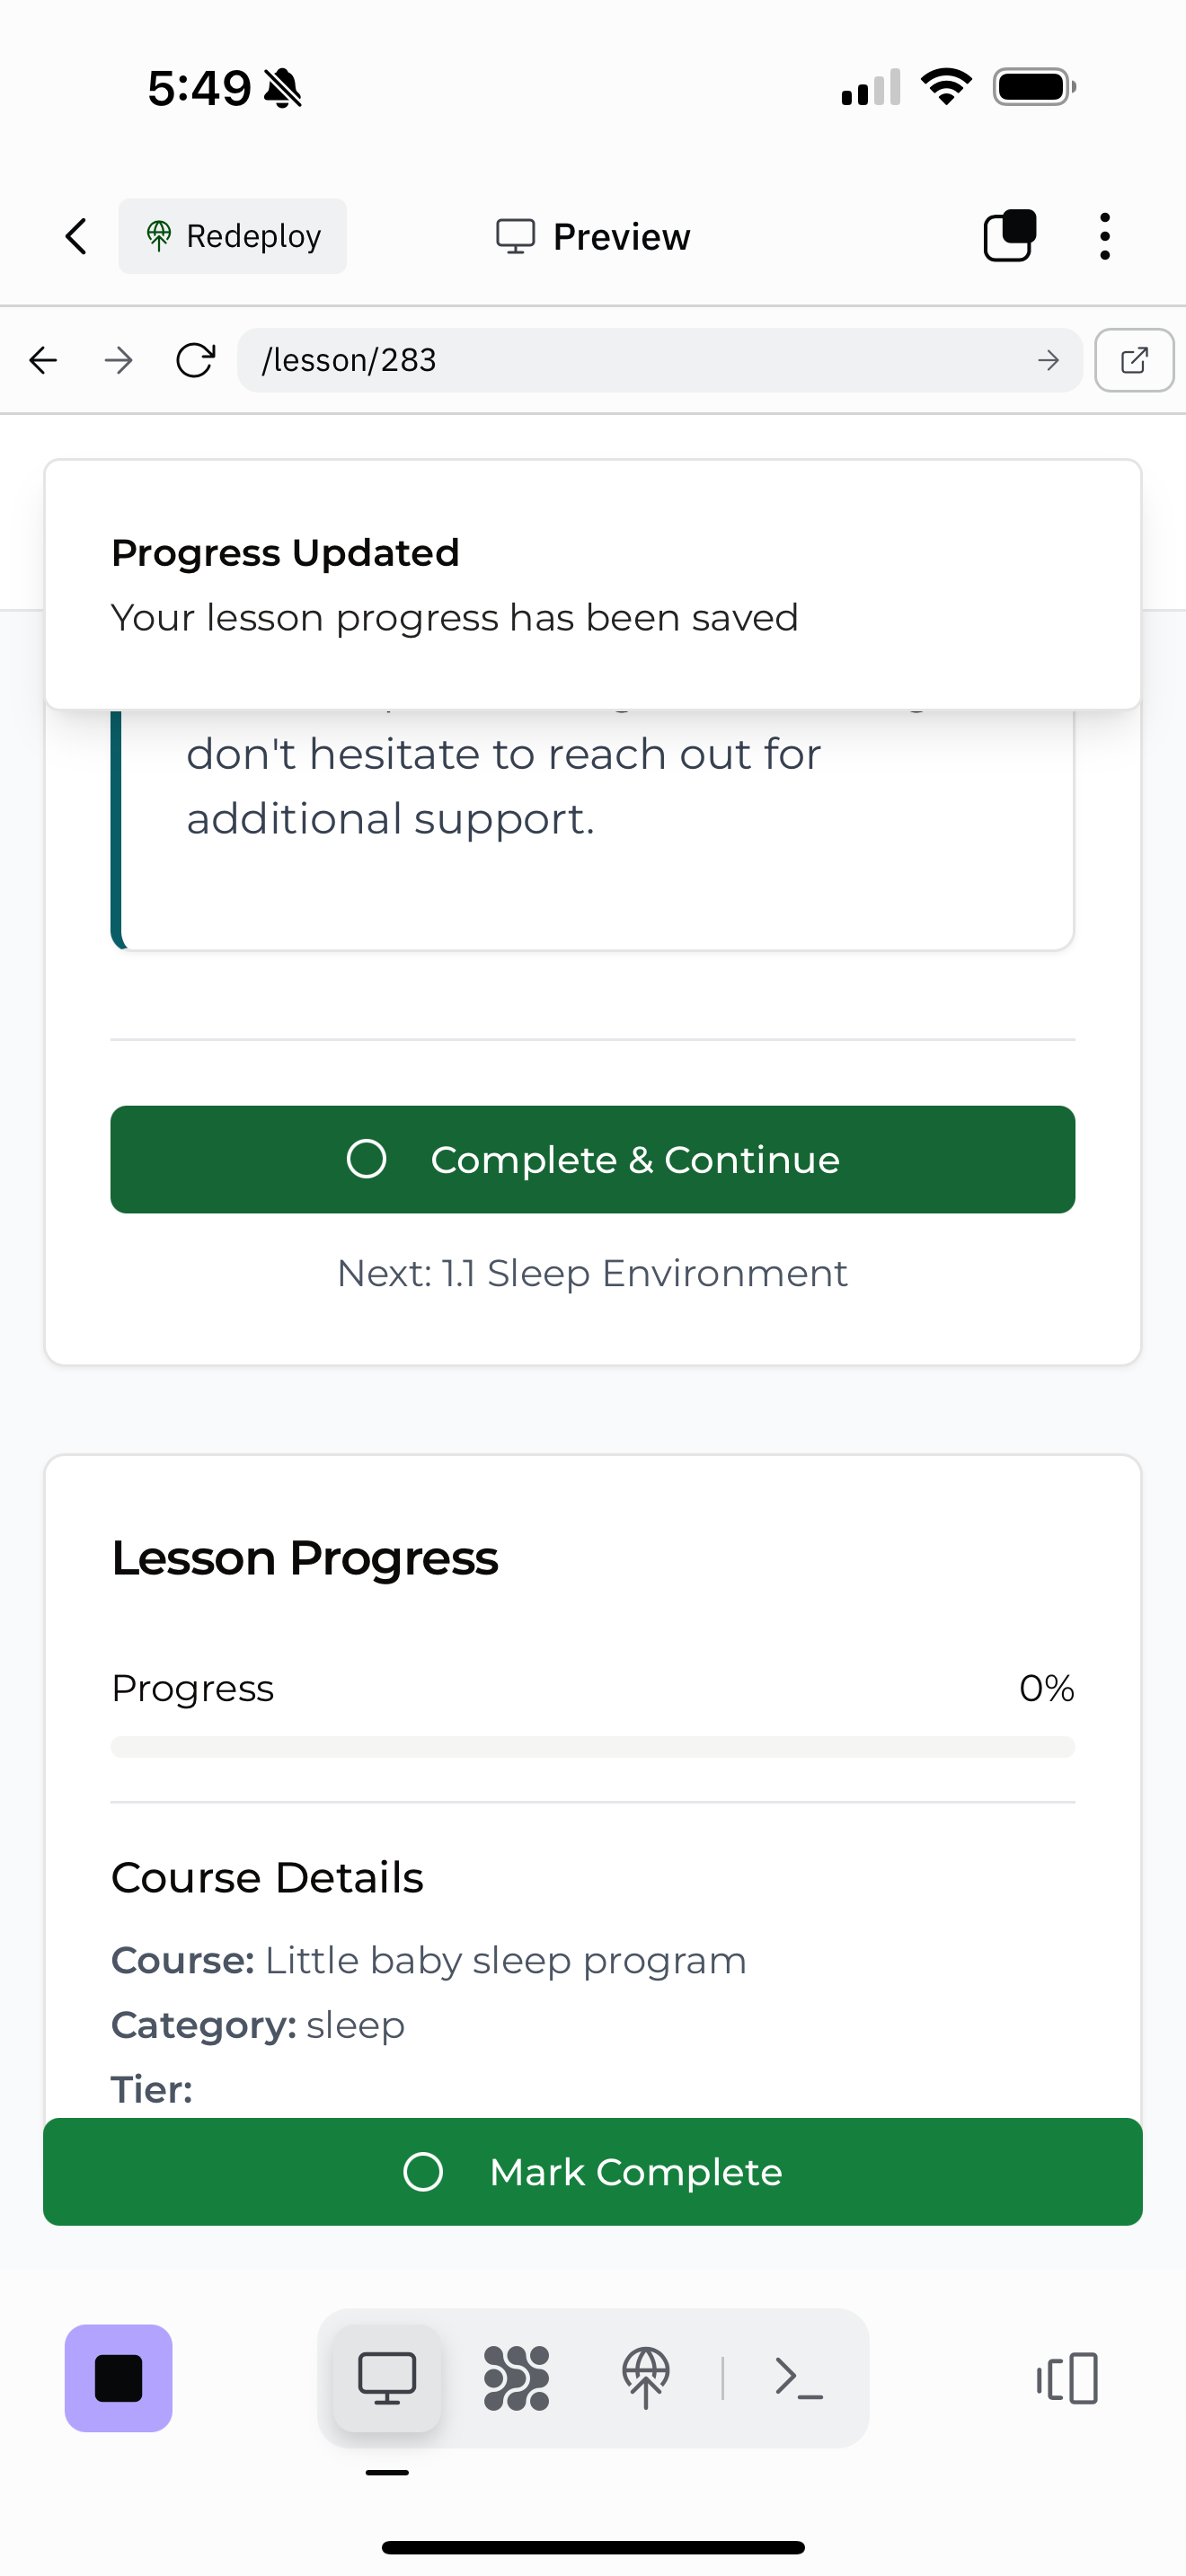 5:49
Redeploy
Preview
/lesson/283
Progress Updated
Your lesson progress has been saved
don't hesitate to reach out for
additional support.
Complete & Continue
Next: 1.1 Sleep Environment
Lesson Progress
Progress
0%
Course Details
Course: Little baby sleep program
Category: sleep
Tier:
Mark Complete